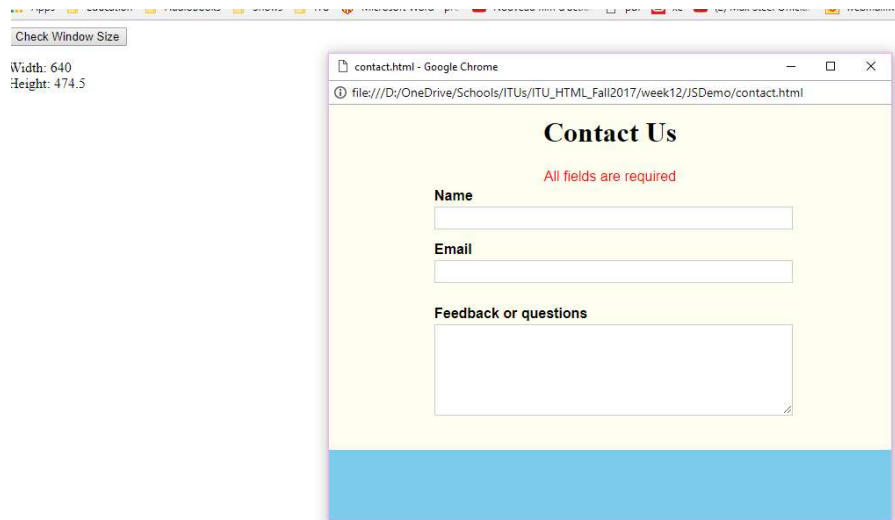 Check Window Size
Width: 640
Height: 474.5
contact.html - Google Chrome
file:///D:/OneDrive/Schools/ITUs/ITU_HTML_Fall2017/week12/JSDemo/contact.html
Contact Us
All fields are required
Name
Email
Feedback or questions